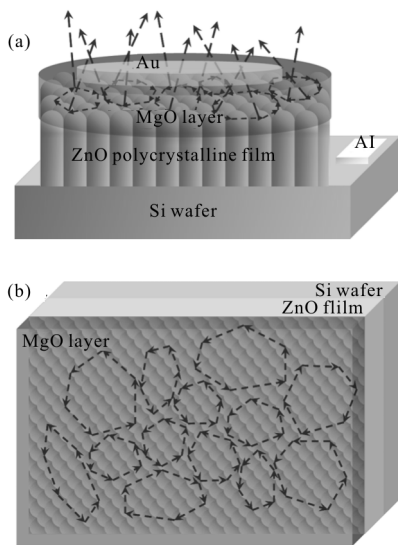 (a)
Au
MgO layer
ZnO polycrystalline film
Al
Si wafer
(b)
Si wafer
ZnO flilm
MgO layer